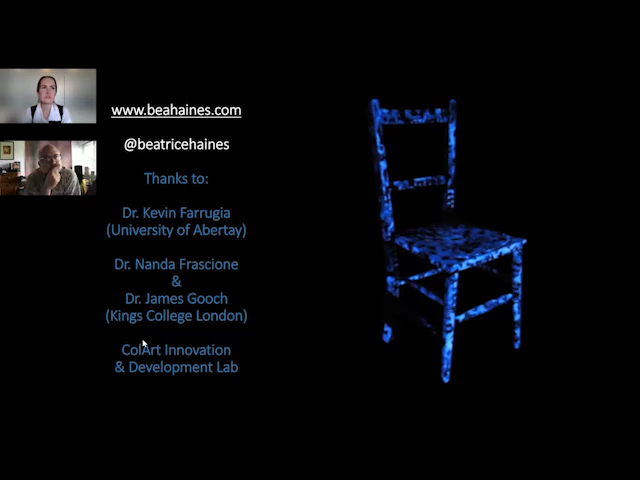 www.beahaines.com
@beatricehaines
Thanks to:
Dr. Kevin Farrugia
(University of Abertay)
Dr. Nanda Frascione
&
Dr. James Gooch
(Kings College London)
ColArt Innovation
& Development Lab